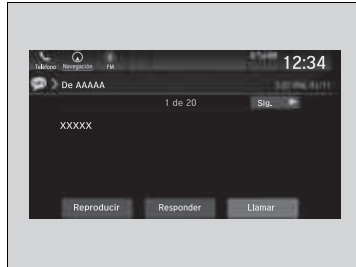 12:34
Teléfono Navegación FM
De AAAAA
1 de 20 Sig.
XXXXX
Reproducir Responder Llamar